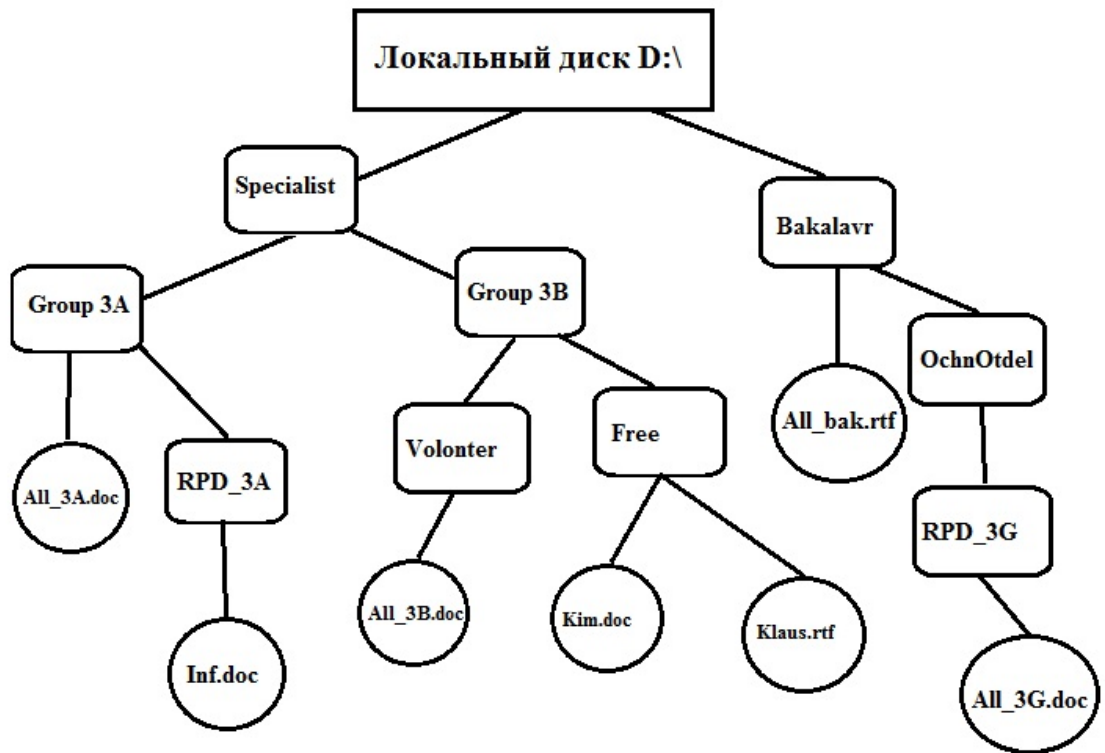 Локальный диск D:\
Specialist
Bakalavr
Group 3A
Group 3B
OchnOtdel
All_bak.rtf
Volonter
Free
All_3A.doc
RPD_3A
RPD_3G
All_3B.doc
Kim.doc
Klaus.rtf
Inf.doc
All_3G.doc